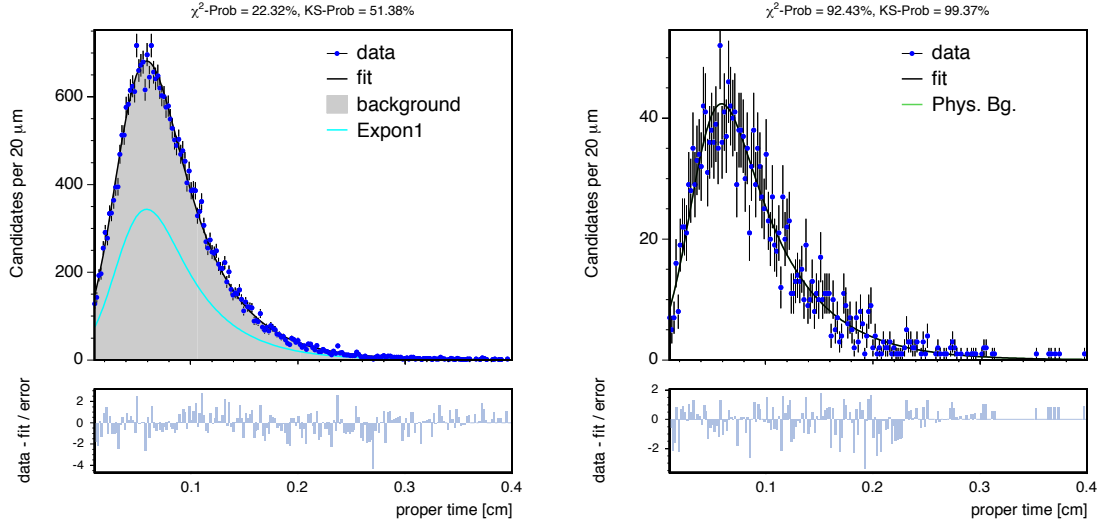 χ²-Prob = 22.32%, KS-Prob = 51.38%
Candidates per 20 μm
600
400
200
0
data
fit
background
Expon1
data - fit / error
2
0
-2
-4
0.1
0.2
0.3
0.4
proper time [cm]
χ²-Prob = 92.43%, KS-Prob = 99.37%
Candidates per 20 μm
40
20
0
data
fit
Phys. Bg.
data - fit / error
2
0
-2
0.1
0.2
0.3
0.4
proper time [cm]